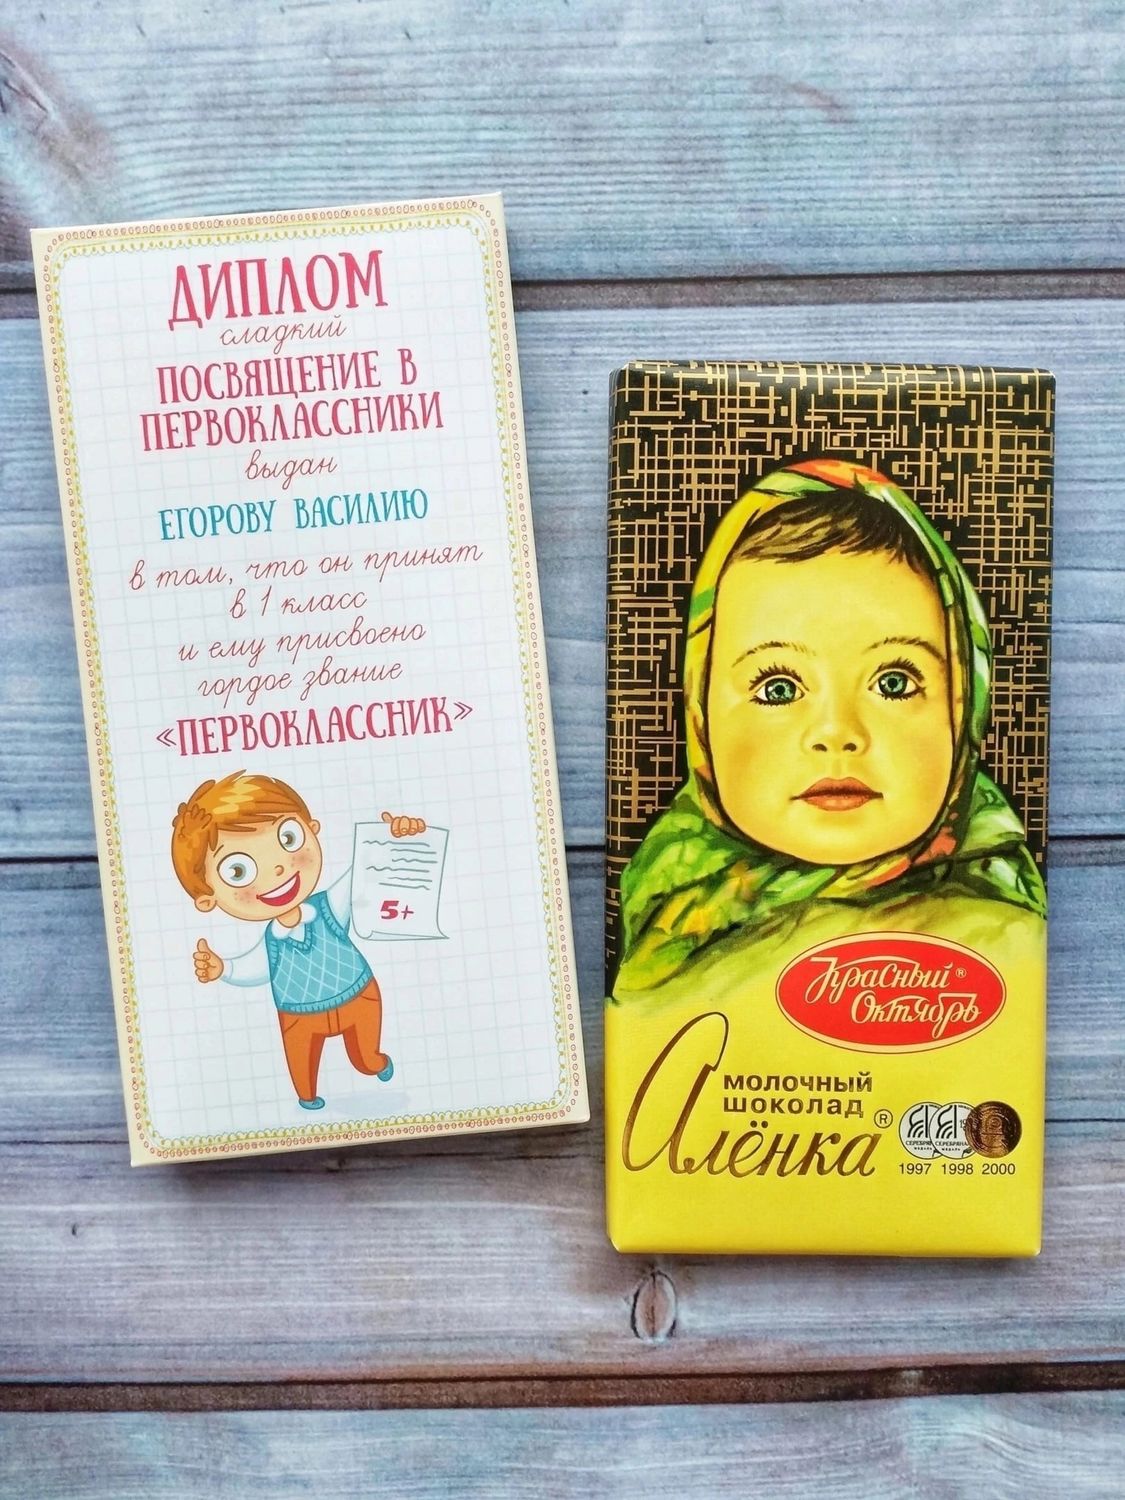 ДИПЛОМ
сладкий
ПОСВЯЩЕНИЕ В
ПЕРВОКЛАССНИКИ
выдан
ЕГОРОВУ ВАСИЛИЮ
в том, что он принят
в 1 класс
и ему присвоено
гордое звание
«ПЕРВОКЛАССНИК»
5+
Красный®
Октябрь
МОЛОЧНЫЙ
ШОКОЛАД
Алёнка®
1997 1998 2000